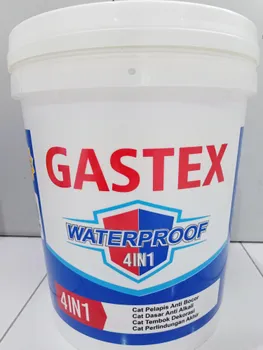 GASTEX
WATERPROOF
4IN1
4IN1
Cat Pelapis Anti Bocor
Cat Dasar Anti Alkali
Cat Tembok Dekorasi
Cat Perlindungan Akhir